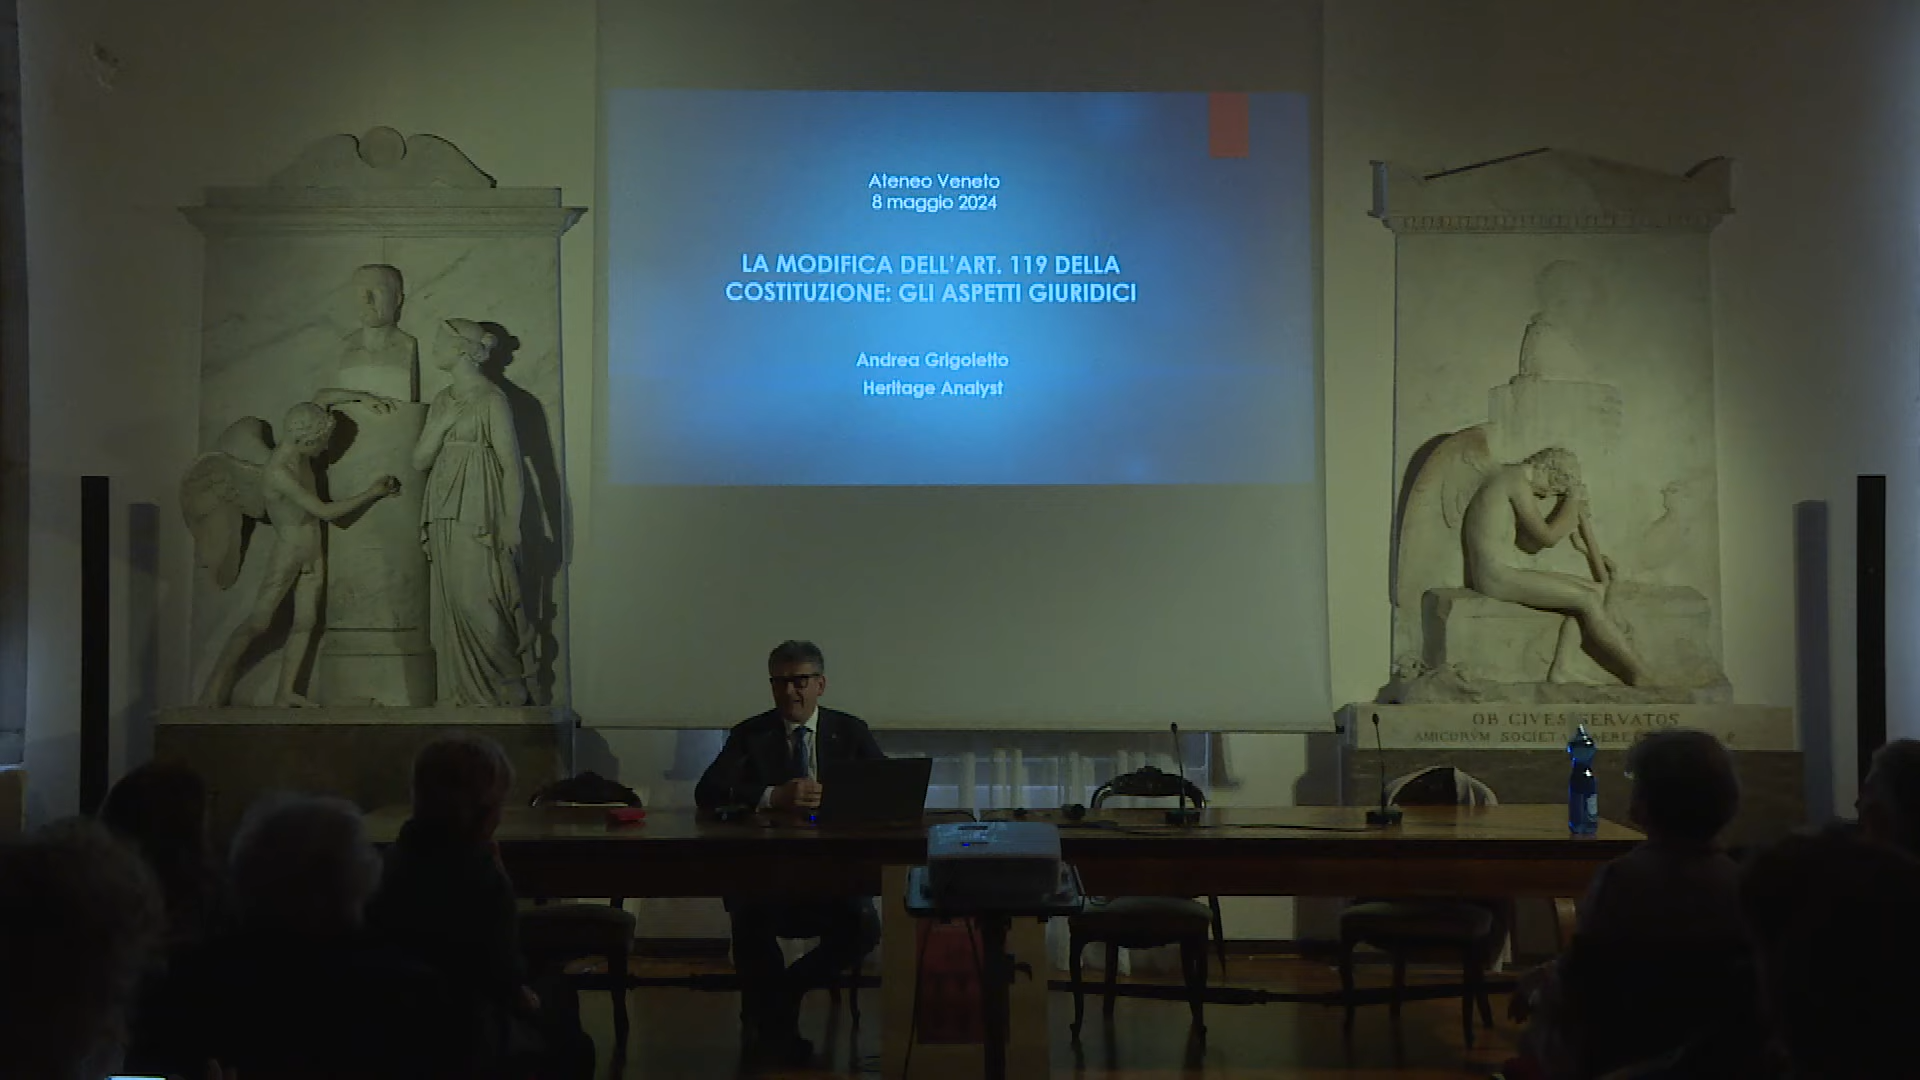 Ateneo Veneto
8 maggio 2024
LA MODIFICA DELL'ART. 119 DELLA
COSTITUZIONE: GLI ASPETTI GIURIDICI
Andrea Grigoletto
Heritage Analyst
OB CIVES SERVATOS
AMICORVM